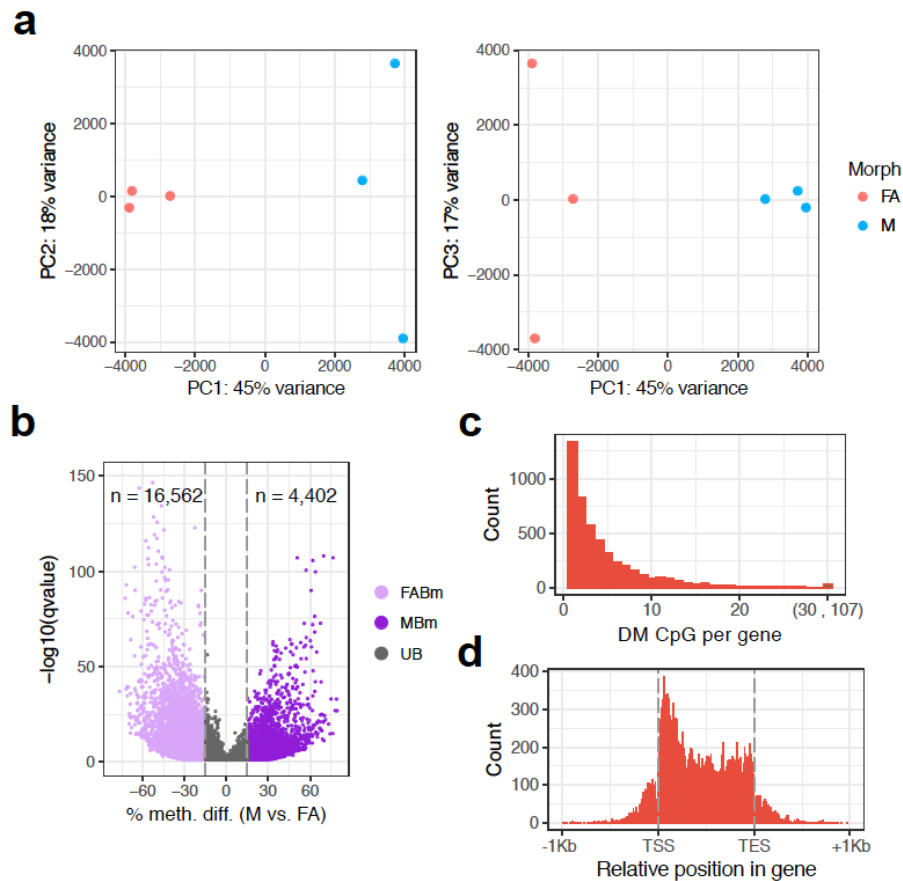 a
4000
2000
0
−2000
−4000
PC2: 18% variance
−4000 −2000 0 2000 4000
PC1: 45% variance
4000
2000
0
−2000
−4000
PC3: 17% variance
−4000 −2000 0 2000 4000
PC1: 45% variance
Morph
FA
M
b
150
100
50
0
−log10(qvalue)
n = 16,562
n = 4,402
−60 −30 0 30 60
% meth. diff. (M vs. FA)
FABm
MBm
UB
c
1000
500
0
Count
0 10 20 (30 , 107)
DM CpG per gene
d
400
300
200
100
0
Count
-1Kb TSS TES +1Kb
Relative position in gene